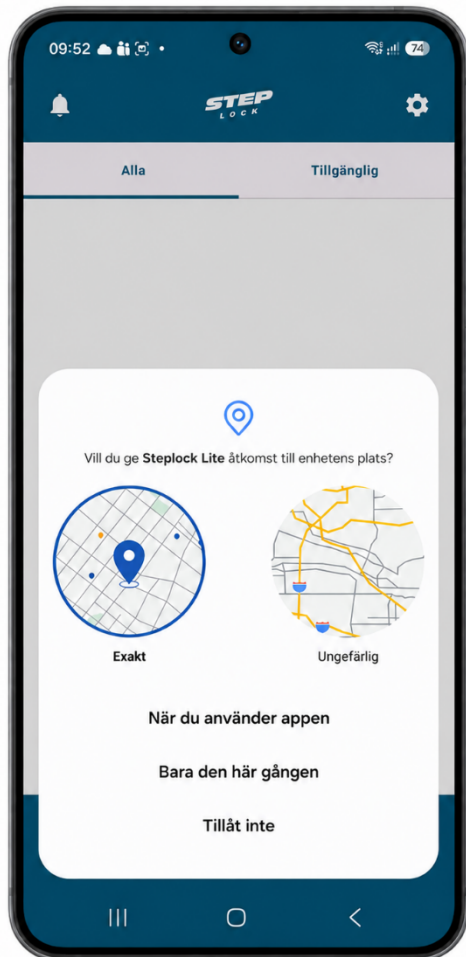 09:52
74
STEP
LOCK
Alla
Tillgänglig
Vill du ge Steplock Lite åtkomst till enhetens plats?
Exakt
Ungefärlig
När du använder appen
Bara den här gången
Tillåt inte